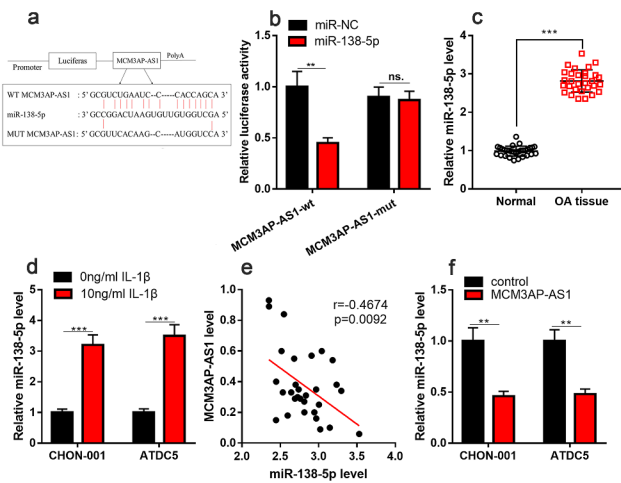 a
Promoter
Luciferas
MCM3AP-AS1
PolyA
WT MCM3AP-AS1 : 5' GCGUCUGAAUC--C-----CACCAGCA 3'
miR-138-5p : 3' GCCGGACUAAGUGUUGUGGUCGA 5'
MUT MCM3AP-AS1: 5' GCGUUCACAAG--C-----AUGGUCCA 3'
b
miR-NC
miR-138-5p
Relative luciferase activity
1.5
1.0
0.5
0.0
**
ns.
MCM3AP-AS1-wt
MCM3AP-AS1-mut
c
Relative miR-138-5p level
4
3
2
1
0
***
Normal
OA tissue
d
0ng/ml IL-1β
10ng/ml IL-1β
Relative miR-138-5p level
5
4
3
2
1
0
***
***
CHON-001
ATDC5
e
MCM3AP-AS1 level
1.0
0.8
0.6
0.4
0.2
0.0
r=-0.4674
p=0.0092
2.0
2.5
3.0
3.5
4.0
miR-138-5p level
f
control
MCM3AP-AS1
Relative miR-138-5p level
1.5
1.0
0.5
0.0
**
**
CHON-001
ATDC5